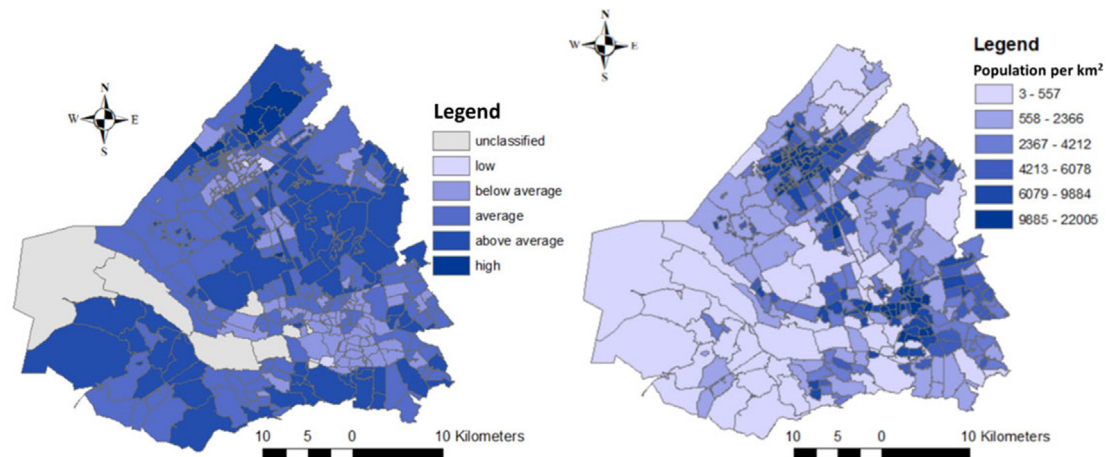 N
W E
S
Legend
unclassified
low
below average
average
above average
high
10 5 0 10 Kilometers
N
W E
S
Legend
Population per km²
3 - 557
558 - 2366
2367 - 4212
4213 - 6078
6079 - 9884
9885 - 22005
10 5 0 10 Kilometers